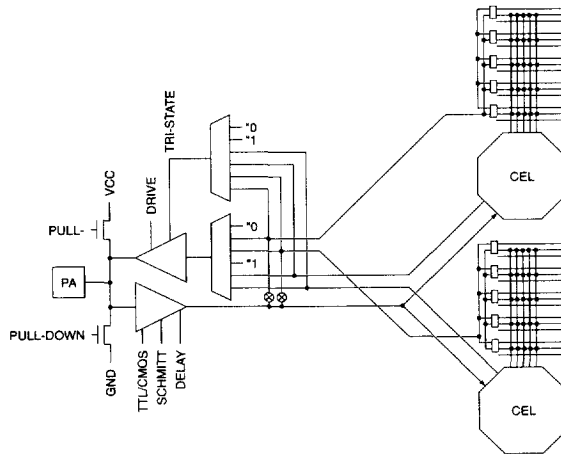 CEL
TRI-STATE
"0
"1
VCC
DRIVE
PULL-
"0
"1
PA
PULL-DOWN
GND
TTL/CMOS
SCHMITT
DELAY
CEL